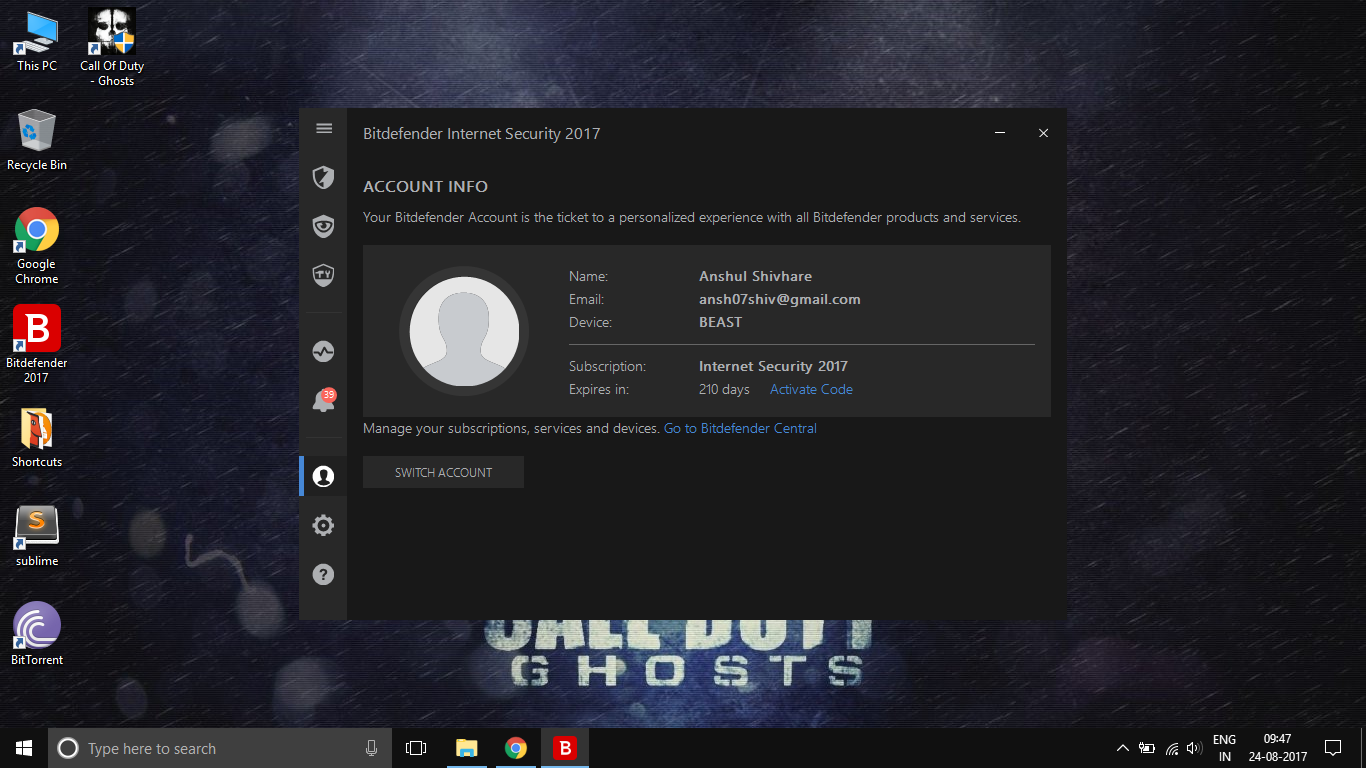 This PC
Call Of Duty
- Ghosts
Recycle Bin
Google
Chrome
B
Bitdefender
2017
Shortcuts
S
sublime
BitTorrent
Bitdefender Internet Security 2017
ACCOUNT INFO
Your Bitdefender Account is the ticket to a personalized experience with all Bitdefender products and services.
Name: Anshul Shivhare
Email: ansh07shiv@gmail.com
Device: BEAST
Subscription: Internet Security 2017
Expires in: 210 days Activate Code
Manage your subscriptions, services and devices. Go to Bitdefender Central
SWITCH ACCOUNT
TV
39
?
CALL OF DUTY
GHOSTS
Type here to search
B
ENG
IN
09:47
24-08-2017